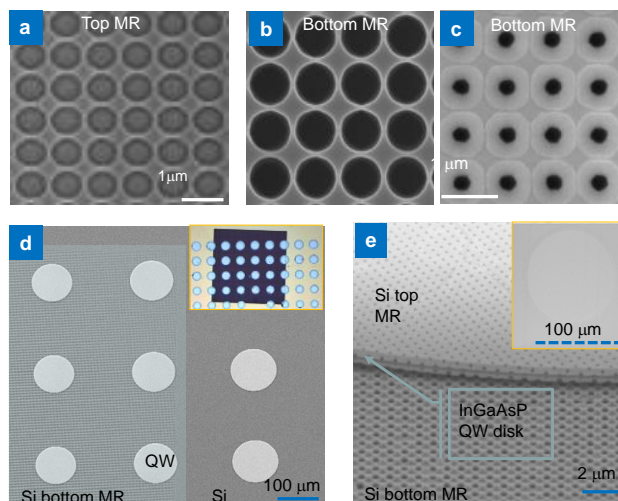 a
Top MR
1μm
b
Bottom MR
c
Bottom MR
μm
d
QW
Si bottom MR
Si
100 μm
e
Si top
MR
100 μm
InGaAsP
QW disk
Si bottom MR
2 μm